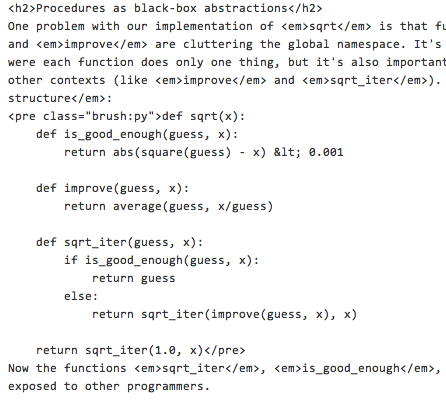 <h2>Procedures as black-box abstractions</h2>
One problem with our implementation of <em>sqrt</em> is that
and <em>improve</em> are cluttering the global namespace. It's
were each function does only one thing, but it's also important
other contexts (like <em>improve</em> and <em>sqrt_iter</em>).
structure</em>:
<pre class="brush:py">def sqrt(x):
    def is_good_enough(guess, x):
        return abs(square(guess) - x) &lt; 0.001

    def improve(guess, x):
        return average(guess, x/guess)

    def sqrt_iter(guess, x):
        if is_good_enough(guess, x):
            return guess
        else:
            return sqrt_iter(improve(guess, x), x)

    return sqrt_iter(1.0, x)</pre>
Now the functions <em>sqrt_iter</em>, <em>is_good_enough</em>,
exposed to other programmers.